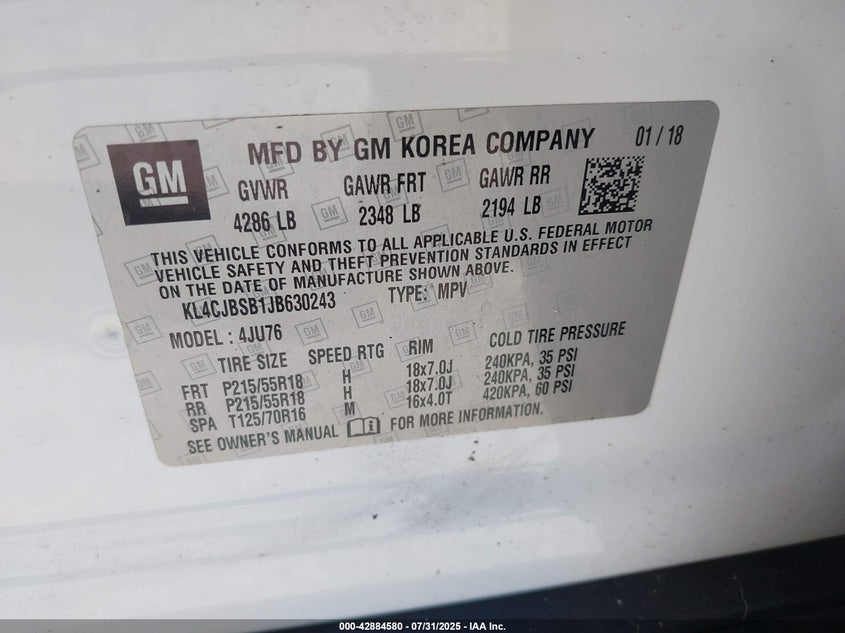 GM
MFD BY GM KOREA COMPANY 01 / 18
GVWR GAWR FRT GAWR RR
4286 LB 2348 LB 2194 LB
THIS VEHICLE CONFORMS TO ALL APPLICABLE U.S. FEDERAL MOTOR
VEHICLE SAFETY AND THEFT PREVENTION STANDARDS IN EFFECT
ON THE DATE OF MANUFACTURE SHOWN ABOVE.
KL4CJBSB1JB630243 TYPE: MPV
MODEL : 4JU76
TIRE SIZE SPEED RTG RIM COLD TIRE PRESSURE
FRT P215/55R18 H 18x7.0J 240KPA, 35 PSI
RR P215/55R18 H 18x7.0J 240KPA, 35 PSI
SPA T125/70R16 M 16x4.0T 420KPA, 60 PSI
SEE OWNER'S MANUAL FOR MORE INFORMATION.
000-42884580 - 07/31/2025 - IAA Inc.